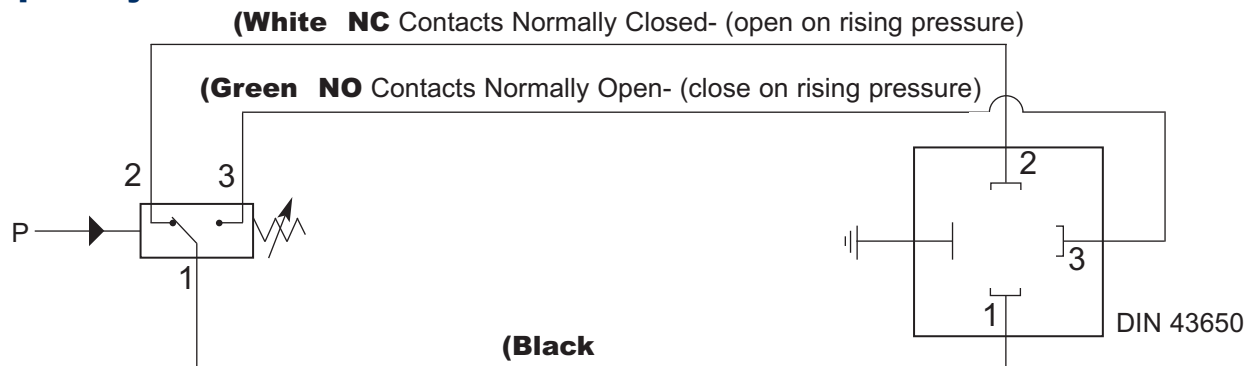 (White NC Contacts Normally Closed- (open on rising pressure)
(Green NO Contacts Normally Open- (close on rising pressure)
2 3
2
P
3
1
1
DIN 43650
(Black